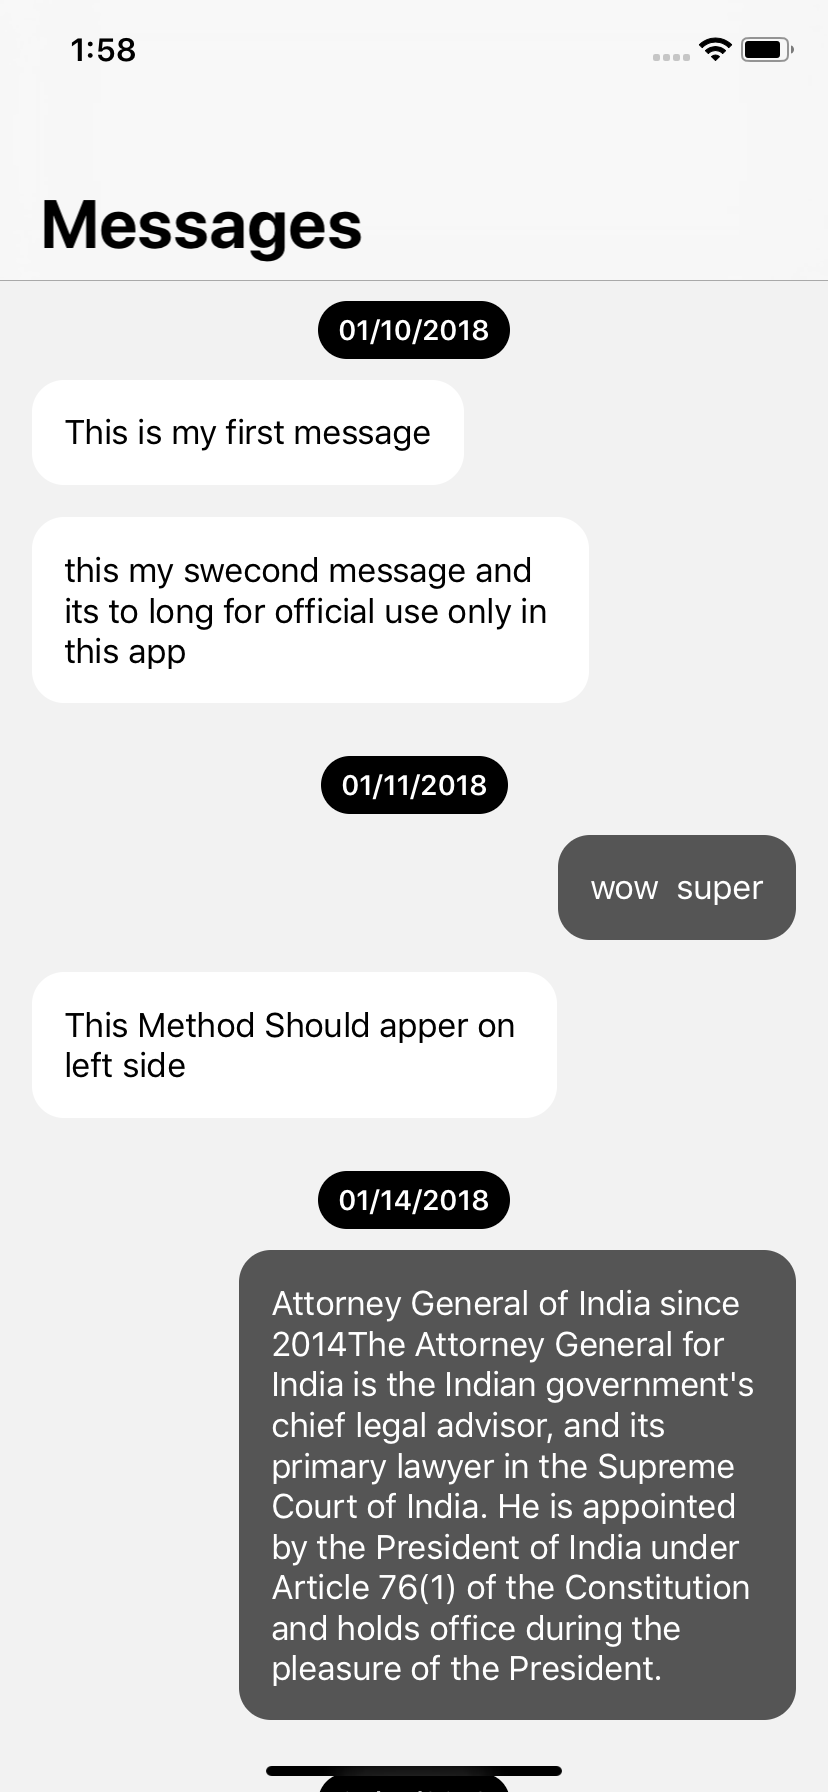 1:58
Messages
01/10/2018
This is my first message
this my swecond message and
its to long for official use only in
this app
01/11/2018
wow  super
This Method Should apper on
left side
01/14/2018
Attorney General of India since
2014The Attorney General for
India is the Indian government's
chief legal advisor, and its
primary lawyer in the Supreme
Court of India. He is appointed
by the President of India under
Article 76(1) of the Constitution
and holds office during the
pleasure of the President.